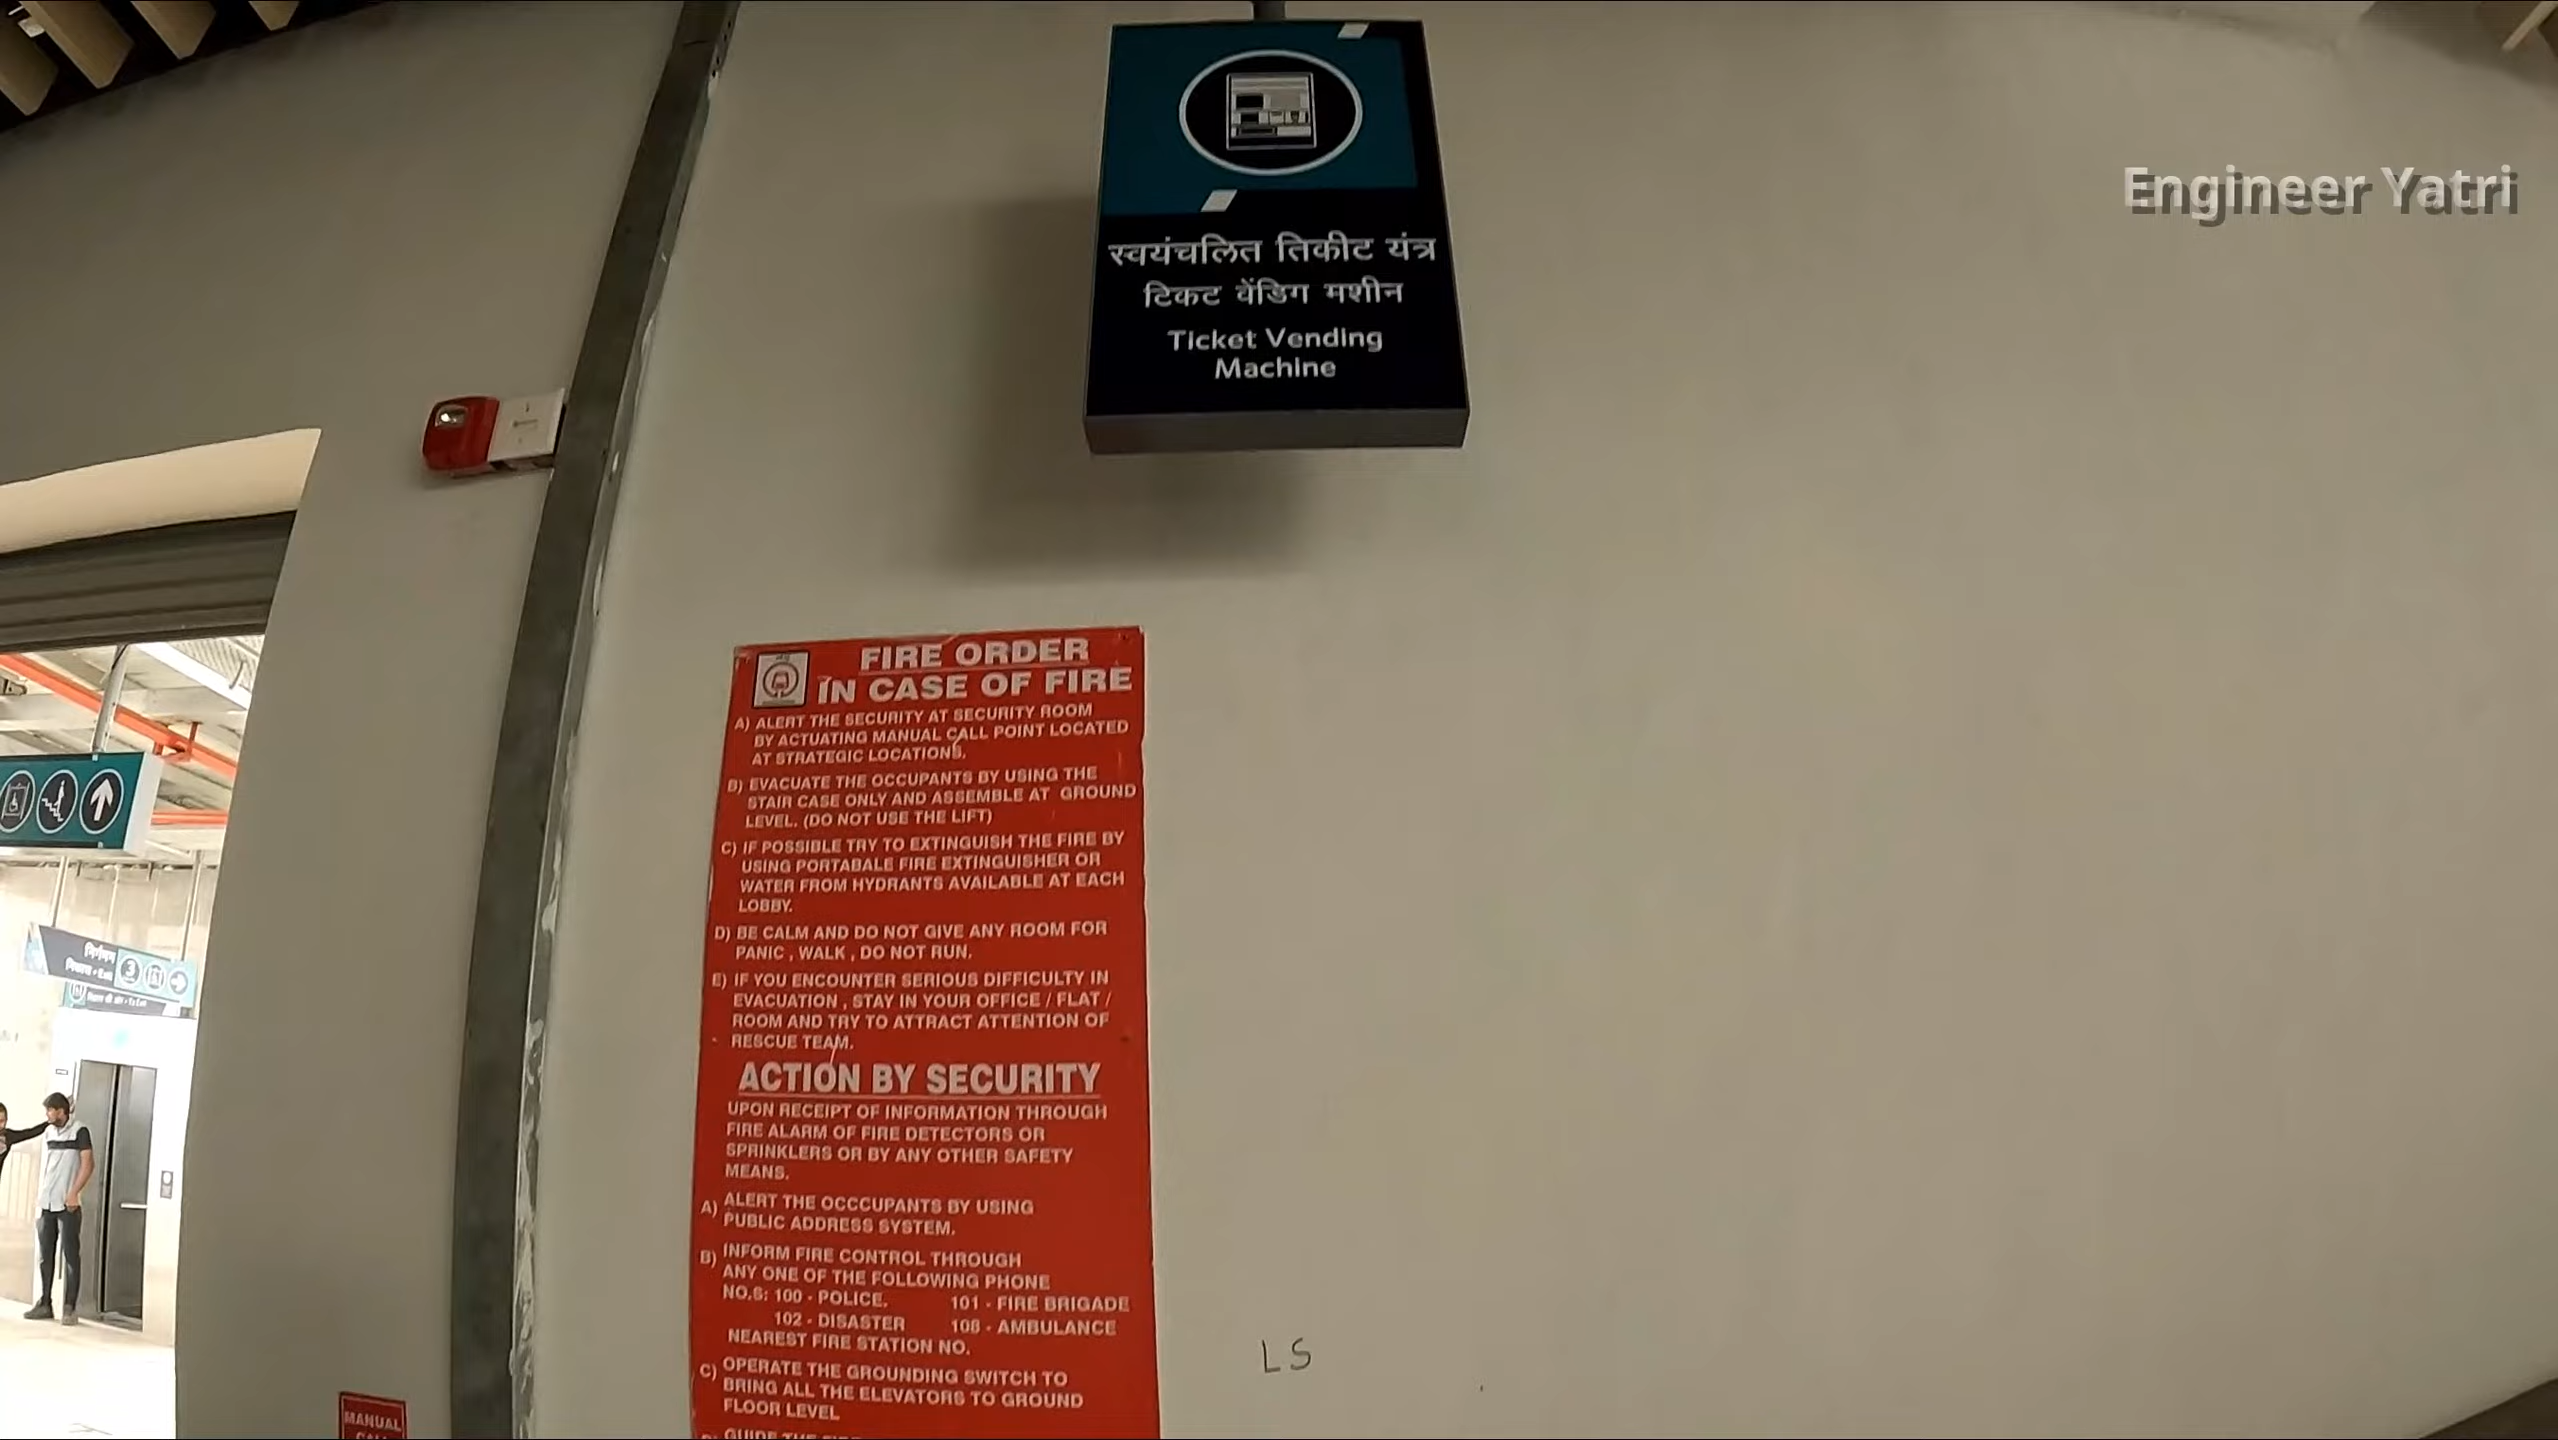 Engineer Yatri
स्वयंचलित तिकीट यंत्र
टिकट वेंडिग मशीन
Ticket Vending
Machine
FIRE ORDER
IN CASE OF FIRE
A) ALERT THE SECURITY AT SECURITY ROOM
BY ACTUATING MANUAL CALL POINT LOCATED
AT STRATEGIC LOCATIONS.
B) EVACUATE THE OCCUPANTS BY USING THE
STAIR CASE ONLY AND ASSEMBLE AT GROUND
LEVEL. (DO NOT USE THE LIFT)
C) IF POSSIBLE TRY TO EXTINGUISH THE FIRE BY
USING PORTABALE FIRE EXTINGUISHER OR
WATER FROM HYDRANTS AVAILABLE AT EACH
LOBBY.
D) BE CALM AND DO NOT GIVE ANY ROOM FOR
PANIC , WALK , DO NOT RUN.
E) IF YOU ENCOUNTER SERIOUS DIFFICULTY IN
EVACUATION , STAY IN YOUR OFFICE / FLAT /
ROOM AND TRY TO ATTRACT ATTENTION OF
RESCUE TEAM.
ACTION BY SECURITY
UPON RECEIPT OF INFORMATION THROUGH
FIRE ALARM OF FIRE DETECTORS OR
SPRINKLERS OR BY ANY OTHER SAFETY
MEANS.
A) ALERT THE OCCCUPANTS BY USING
PUBLIC ADDRESS SYSTEM.
B) INFORM FIRE CONTROL THROUGH
ANY ONE OF THE FOLLOWING PHONE
NO.S: 100 - POLICE. 101 - FIRE BRIGADE
102 - DISASTER 108 - AMBULANCE
NEAREST FIRE STATION NO.
C) OPERATE THE GROUNDING SWITCH TO
BRING ALL THE ELEVATORS TO GROUND
FLOOR LEVEL
GUIDE THE
निर्गमन
निकास • Exit 3
LS
MANUAL